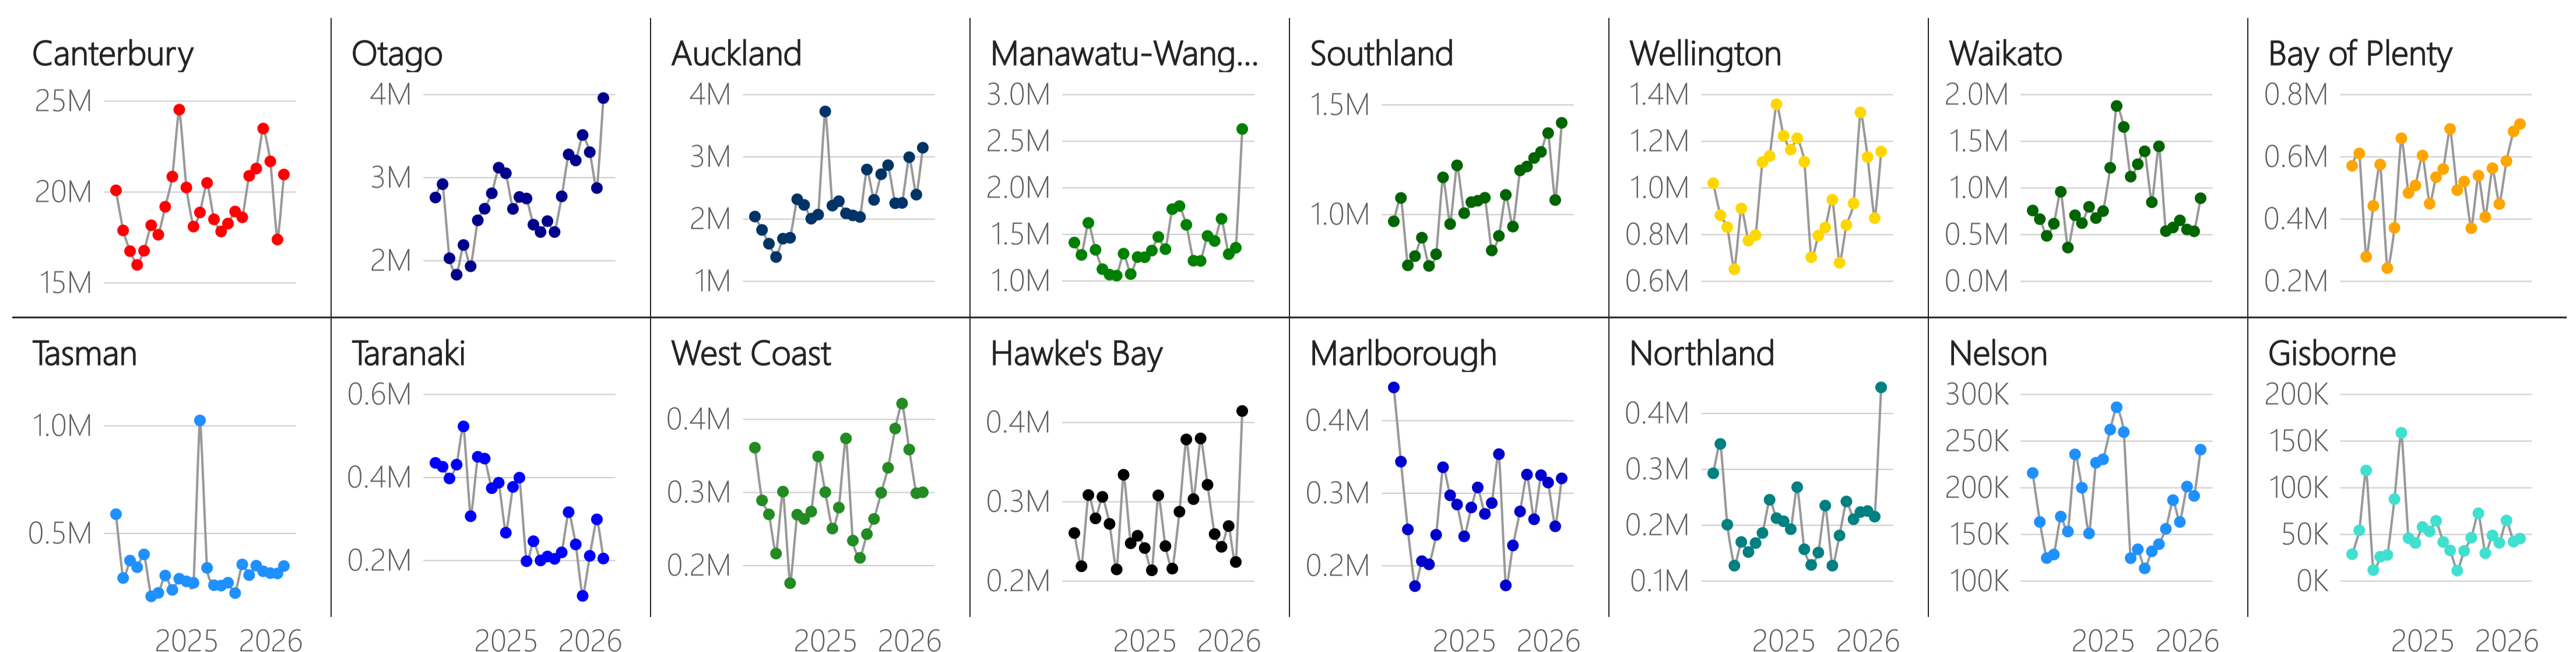 Canterbury
25M
20M
15M
Otago
4M
3M
2M
Auckland
4M
3M
2M
1M
Manawatu-Wang...
3.0M
2.5M
2.0M
1.5M
1.0M
Southland
1.5M
1.0M
Wellington
1.4M
1.2M
1.0M
0.8M
0.6M
Waikato
2.0M
1.5M
1.0M
0.5M
0.0M
Bay of Plenty
0.8M
0.6M
0.4M
0.2M
Tasman
1.0M
0.5M
2025 2026
Taranaki
0.6M
0.4M
0.2M
2025 2026
West Coast
0.4M
0.3M
0.2M
2025 2026
Hawke's Bay
0.4M
0.3M
0.2M
2025 2026
Marlborough
0.4M
0.3M
0.2M
2025 2026
Northland
0.4M
0.3M
0.2M
0.1M
2025 2026
Nelson
300K
250K
200K
150K
100K
2025 2026
Gisborne
200K
150K
100K
50K
0K
2025 2026